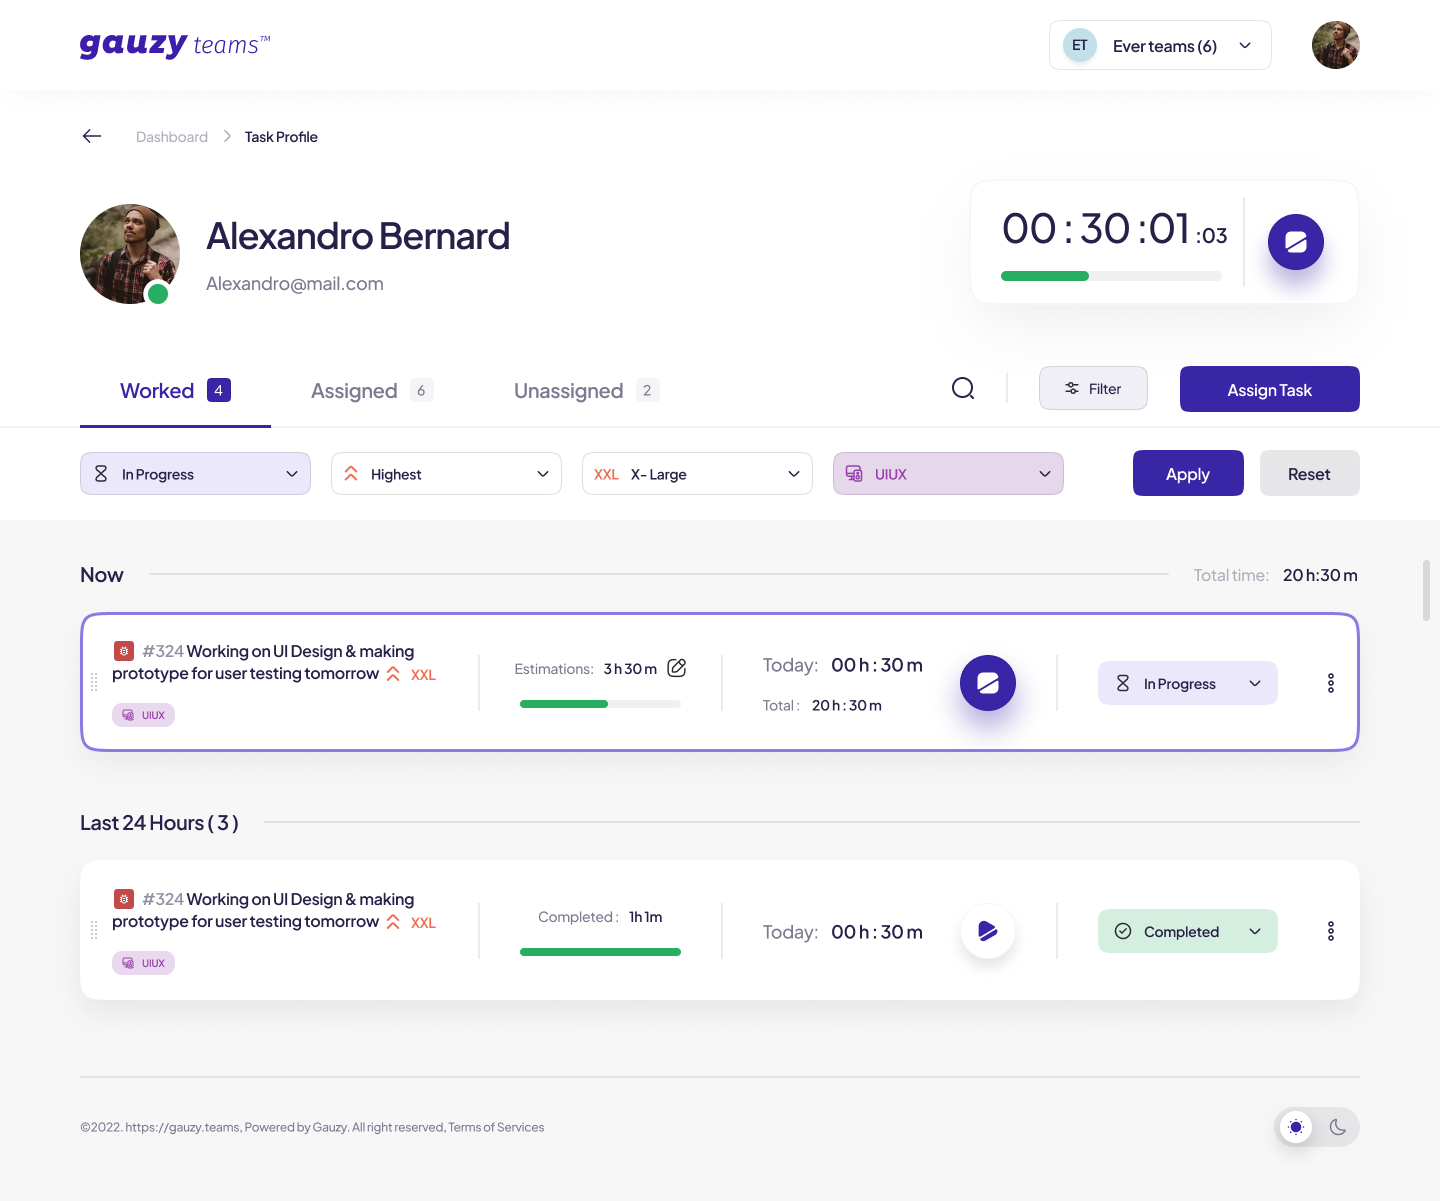 gauzy teams™
ET Ever teams (6)
Dashboard Task Profile
Alexandro Bernard
Alexandro@mail.com
00 : 30 :01 :03
Worked 4 Assigned 6 Unassigned 2 Filter Assign Task
In Progress Highest XXL X- Large UIUX Apply Reset
Now Total time: 20 h:30 m
#324 Working on UI Design & making
prototype for user testing tomorrow XXL
UIUX
Estimations: 3 h 30 m
Today: 00 h : 30 m
Total : 20 h : 30 m
In Progress
Last 24 Hours ( 3 )
#324 Working on UI Design & making
prototype for user testing tomorrow XXL
UIUX
Completed : 1h 1m
Today: 00 h : 30 m
Completed
©2022. https://gauzy.teams, Powered by Gauzy. All right reserved, Terms of Services